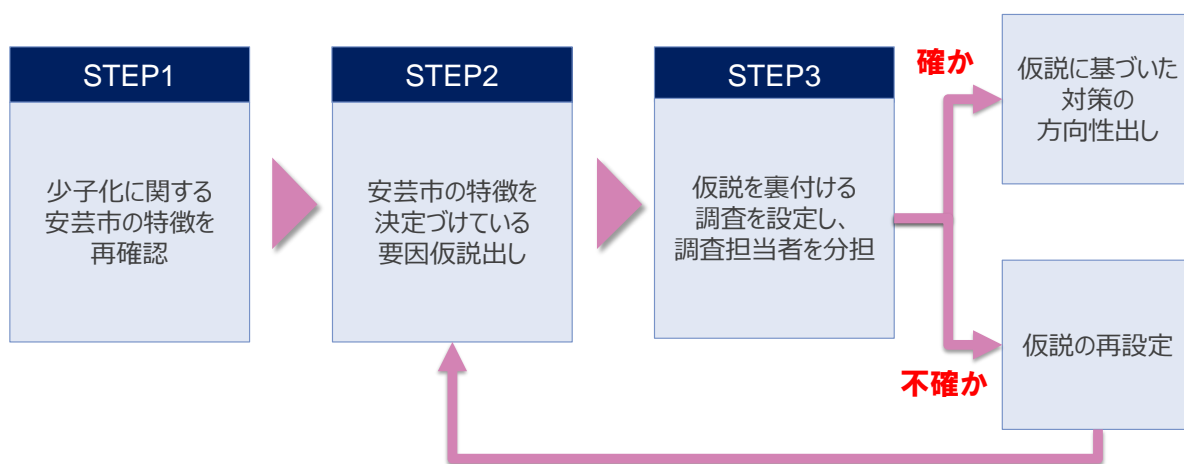 STEP1
少子化に関する
安芸市の特徴を
再確認
STEP2
安芸市の特徴を
決定づけている
要因仮説出し
STEP3
仮説を裏付ける
調査を設定し、
調査担当者を分担
確か
仮説に基づいた
対策の
方向性出し
不確か
仮説の再設定